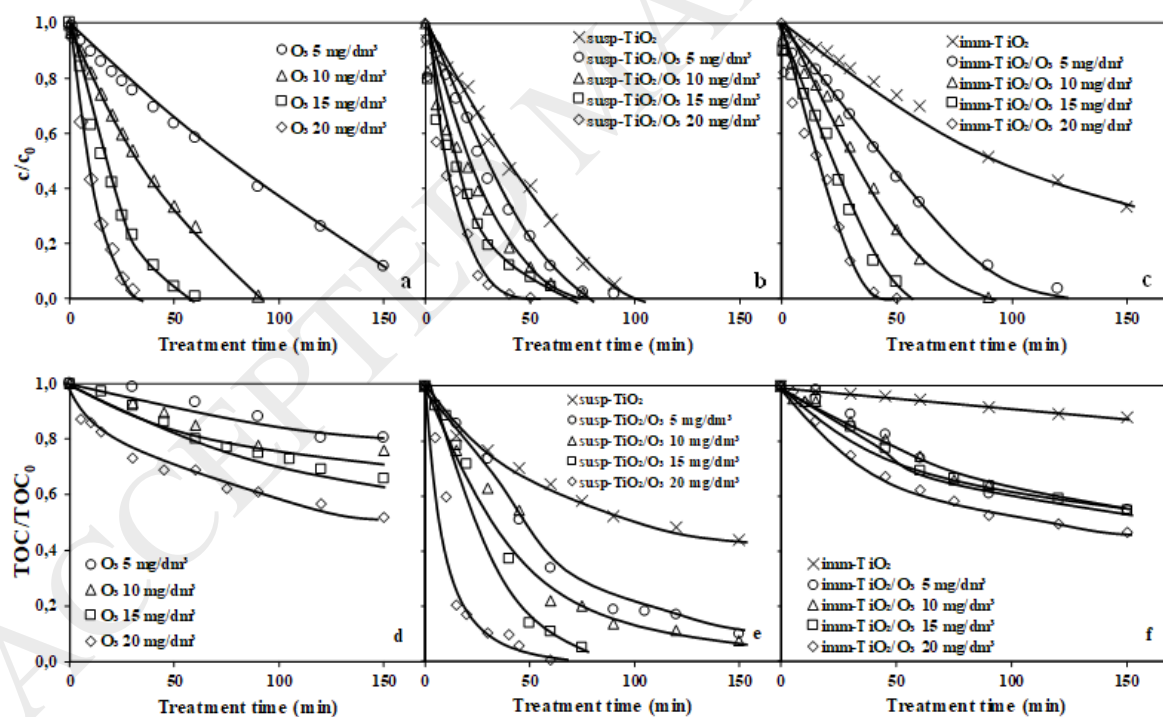 ACCEPTED MA
1,0
0,8
0,6
0,4
0,2
0,0
c/c₀
O₃ 5 mg/dm³
O₃ 10 mg/dm³
O₃ 15 mg/dm³
O₃ 20 mg/dm³
a
0 50 100 150
Treatment time (min)
susp-TiO₂
susp-TiO₂/O₃ 5 mg/dm³
susp-TiO₂/O₃ 10 mg/dm³
susp-TiO₂/O₃ 15 mg/dm³
susp-TiO₂/O₃ 20 mg/dm³
b
0 50 100 150
Treatment time (min)
imm-TiO₂
imm-TiO₂/O₃ 5 mg/dm³
imm-TiO₂/O₃ 10 mg/dm³
imm-TiO₂/O₃ 15 mg/dm³
imm-TiO₂/O₃ 20 mg/dm³
c
0 50 100 150
Treatment time (min)
1,0
0,8
0,6
0,4
0,2
0,0
TOC/TOC₀
O₃ 5 mg/dm³
O₃ 10 mg/dm³
O₃ 15 mg/dm³
O₃ 20 mg/dm³
d
0 50 100 150
Treatment time (min)
susp-TiO₂
susp-TiO₂/O₃ 5 mg/dm³
susp-TiO₂/O₃ 10 mg/dm³
susp-TiO₂/O₃ 15 mg/dm³
susp-TiO₂/O₃ 20 mg/dm³
e
0 50 100 150
Treatment time (min)
imm-TiO₂
imm-TiO₂/O₃ 5 mg/dm³
imm-TiO₂/O₃ 10 mg/dm³
imm-TiO₂/O₃ 15 mg/dm³
imm-TiO₂/O₃ 20 mg/dm³
f
0 50 100 150
Treatment time (min)